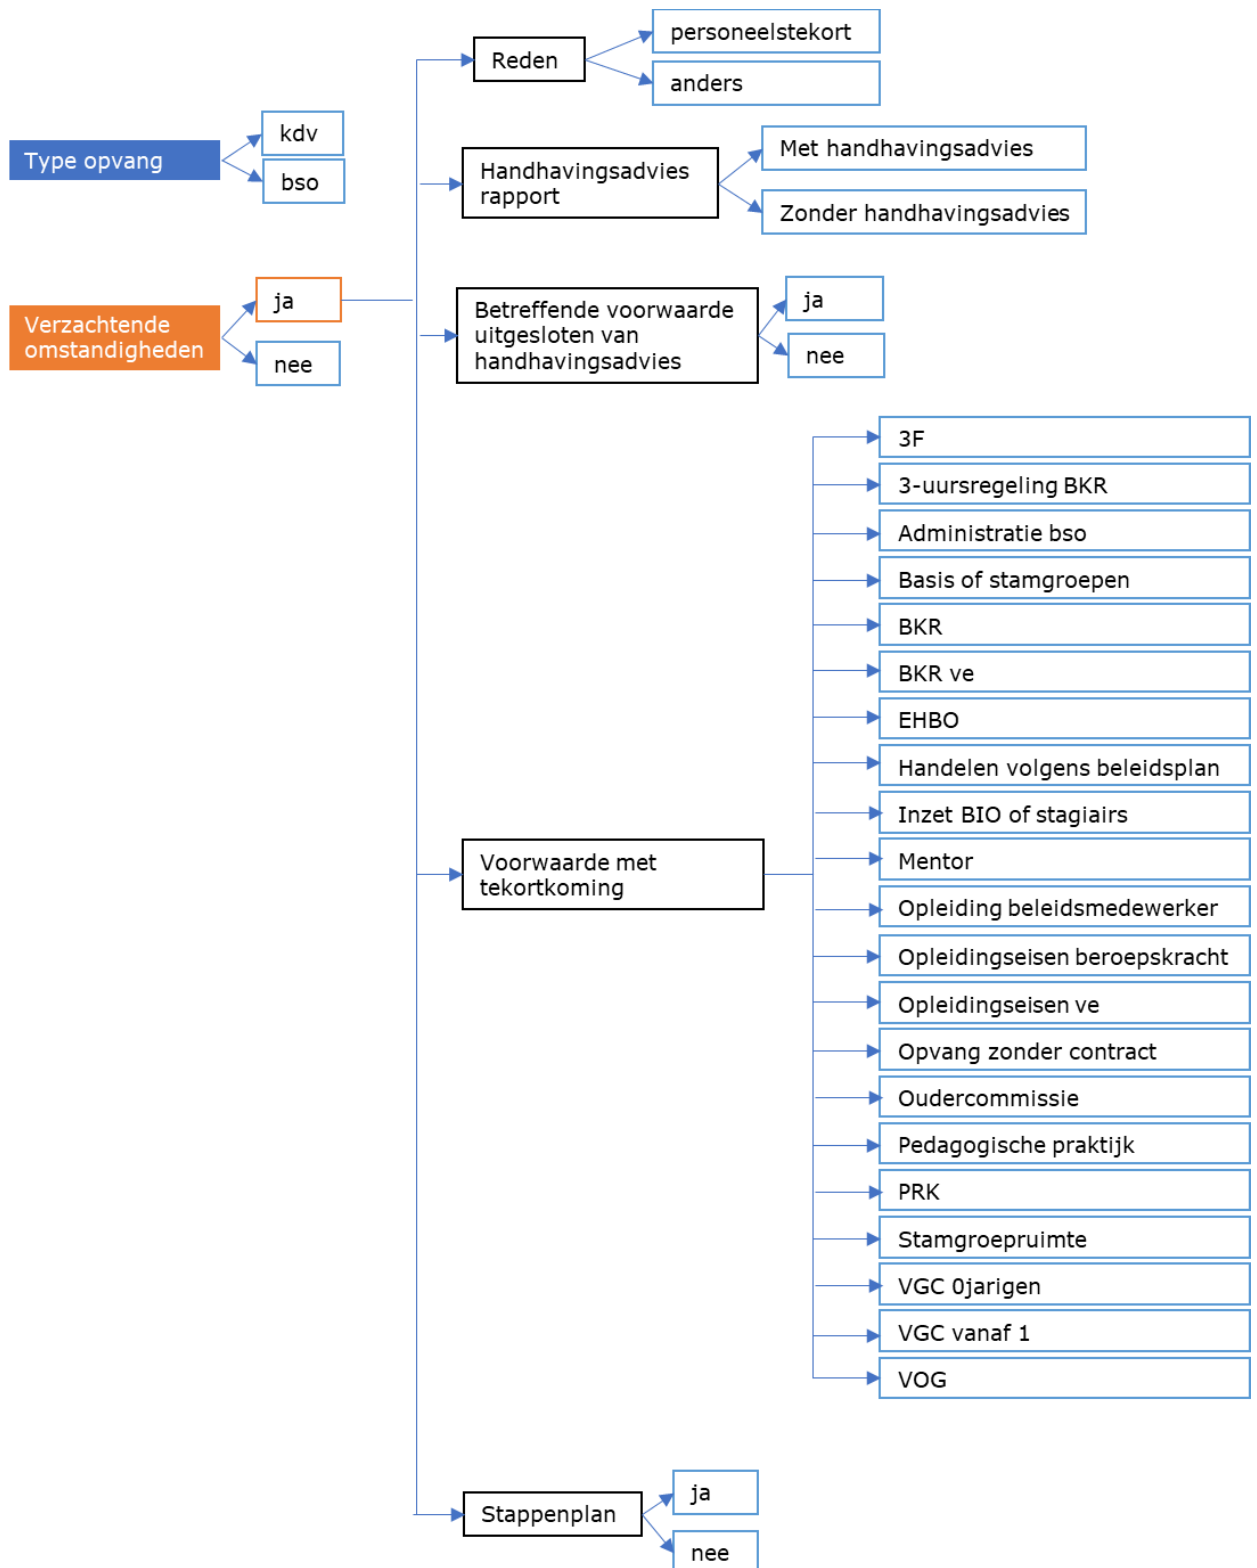 Type opvang
kdv
bso
Verzachtende
omstandigheden
ja
nee
Reden
personeelstekort
anders
Handhavingsadvies
rapport
Met handhavingsadvies
Zonder handhavingsadvies
Betreffende voorwaarde
uitgesloten van
handhavingsadvies
ja
nee
Voorwaarde met
tekortkoming
3F
3-uursregeling BKR
Administratie bso
Basis of stamgroepen
BKR
BKR ve
EHBO
Handelen volgens beleidsplan
Inzet BIO of stagiairs
Mentor
Opleiding beleidsmedewerker
Opleidingseisen beroepskracht
Opleidingseisen ve
Opvang zonder contract
Oudercommissie
Pedagogische praktijk
PRK
Stamgroepruimte
VGC 0jarigen
VGC vanaf 1
VOG
Stappenplan
ja
nee